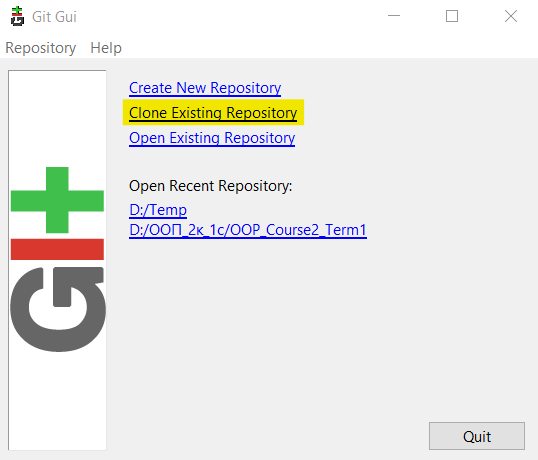 Git Gui
Repository Help
Create New Repository
Clone Existing Repository
Open Existing Repository
Open Recent Repository:
D:/Temp
D:/ООП_2к_1с/OOP_Course2_Term1
GIt
Quit